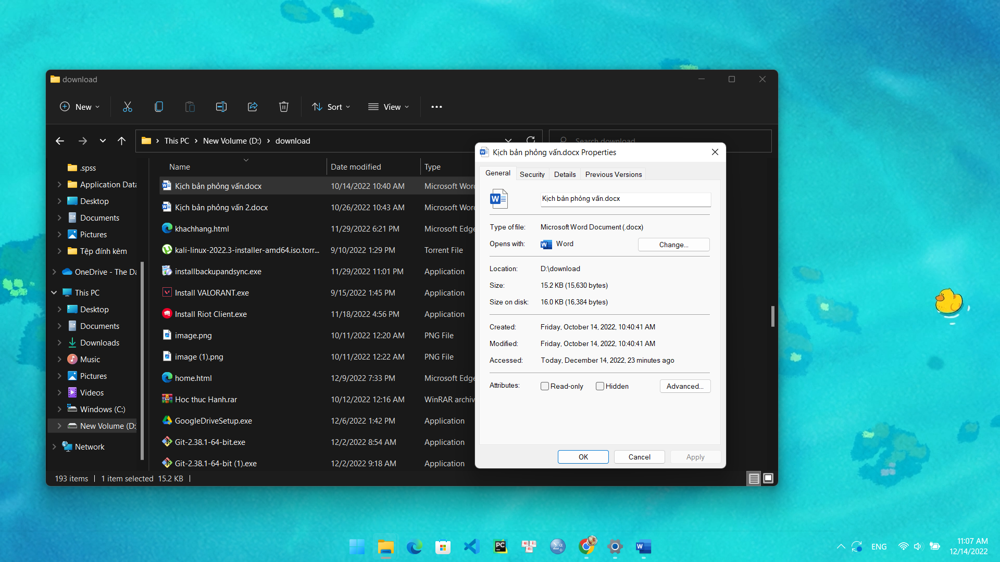 download
New
Sort
View
This PC
New Volume (D:)
download
Search download
.spss
Application Data
Desktop
Documents
Pictures
Tệp đính kèm
OneDrive - The Da
This PC
Desktop
Documents
Downloads
Music
Pictures
Videos
Windows (C:)
New Volume (D:
Network
Name Date modified Type
Kịch bản phỏng vấn.docx 10/14/2022 10:40 AM Microsoft Word
Kịch bản phỏng vấn 2.docx 10/26/2022 10:43 AM Microsoft Word
khachhang.html 11/29/2022 6:21 PM Microsoft Edge
kali-linux-2022.3-installer-amd64.iso.torr... 9/10/2022 1:29 PM Torrent File
installbackupandsync.exe 11/29/2022 11:01 PM Application
Install VALORANT.exe 9/15/2022 1:45 PM Application
Install Riot Client.exe 11/18/2022 4:56 PM Application
image.png 10/11/2022 12:20 AM PNG File
image (1).png 10/11/2022 12:22 AM PNG File
home.html 12/9/2022 7:33 PM Microsoft Edge
Hoc thuc Hanh.rar 10/12/2022 12:16 AM WinRAR archiv
GoogleDriveSetup.exe 12/6/2022 1:42 PM Application
Git-2.38.1-64-bit.exe 12/2/2022 8:54 AM Application
Git-2.38.1-64-bit (1).exe 12/2/2022 9:18 AM Application
193 items 1 item selected 15.2 KB
Kịch bản phỏng vấn.docx Properties
General Security Details Previous Versions
Kịch bản phỏng vấn.docx
Type of file: Microsoft Word Document (.docx)
Opens with: Word Change...
Location: D:\download
Size: 15.2 KB (15,630 bytes)
Size on disk: 16.0 KB (16,384 bytes)
Created: Friday, October 14, 2022, 10:40:41 AM
Modified: Friday, October 14, 2022, 10:40:41 AM
Accessed: Today, December 14, 2022, 23 minutes ago
Attributes: Read-only Hidden Advanced...
OK Cancel Apply
ENG
11:07 AM
12/14/2022